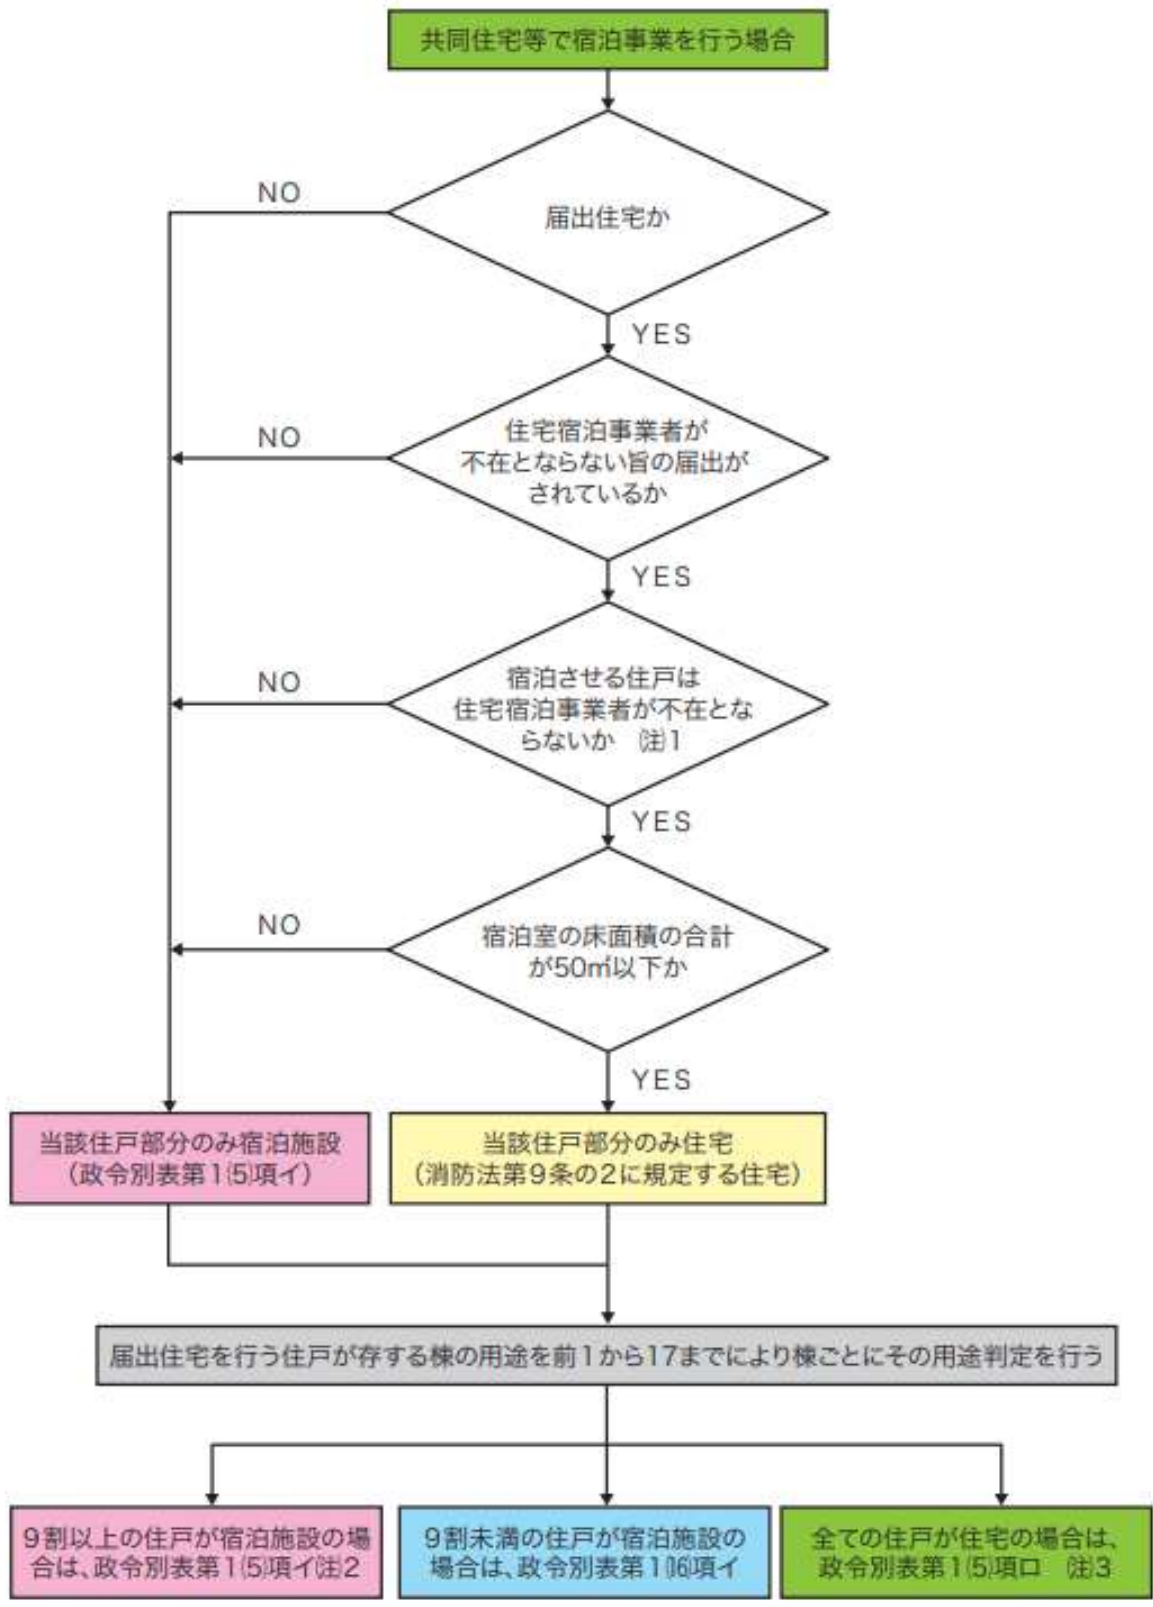 共同住宅等で宿泊事業を行う場合
NO
届出住宅か
YES
NO
住宅宿泊事業者が
不在とならない旨の届出が
されているか
YES
NO
宿泊させる住戸は
住宅宿泊事業者が不在とな
らないか ㈲1
YES
NO
宿泊室の床面積の合計
が50㎡以下か
YES
当該住戸部分のみ宿泊施設
（政令別表第1(5)項イ）
当該住戸部分のみ住宅
（消防法第9条の2に規定する住宅）
届出住宅を行う住戸が存する棟の用途を前1から17までにより棟ごとにその用途判定を行う
9割以上の住戸が宿泊施設の場
合は、政令別表第1(5)項イ(注)2
9割未満の住戸が宿泊施設の
場合は、政令別表第1(16)項イ
全ての住戸が住宅の場合は、
政令別表第1(5)項ロ (注)3